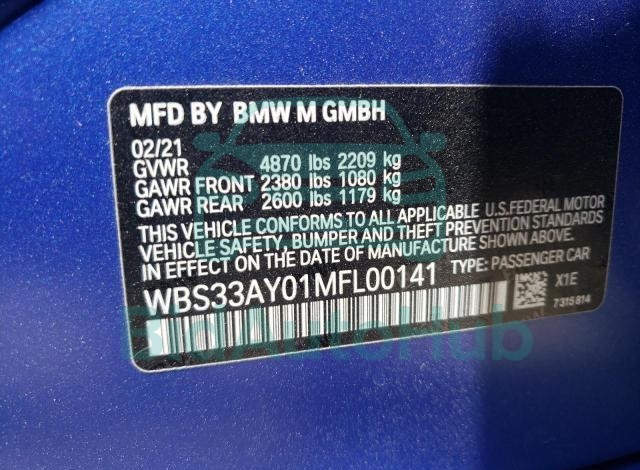 MFD BY BMW M GMBH
02/21
GVWR 4870 lbs 2209 kg
GAWR FRONT 2380 lbs 1080 kg
GAWR REAR 2600 lbs 1179 kg
THIS VEHICLE CONFORMS TO ALL APPLICABLE U.S.FEDERAL MOTOR
VEHICLE SAFETY, BUMPER AND THEFT PREVENTION STANDARDS
IN EFFECT ON THE DATE OF MANUFACTURE SHOWN ABOVE.
WBS33AY01MFL00141 TYPE: PASSENGER CAR
X1E
7315814
BidAutoHub